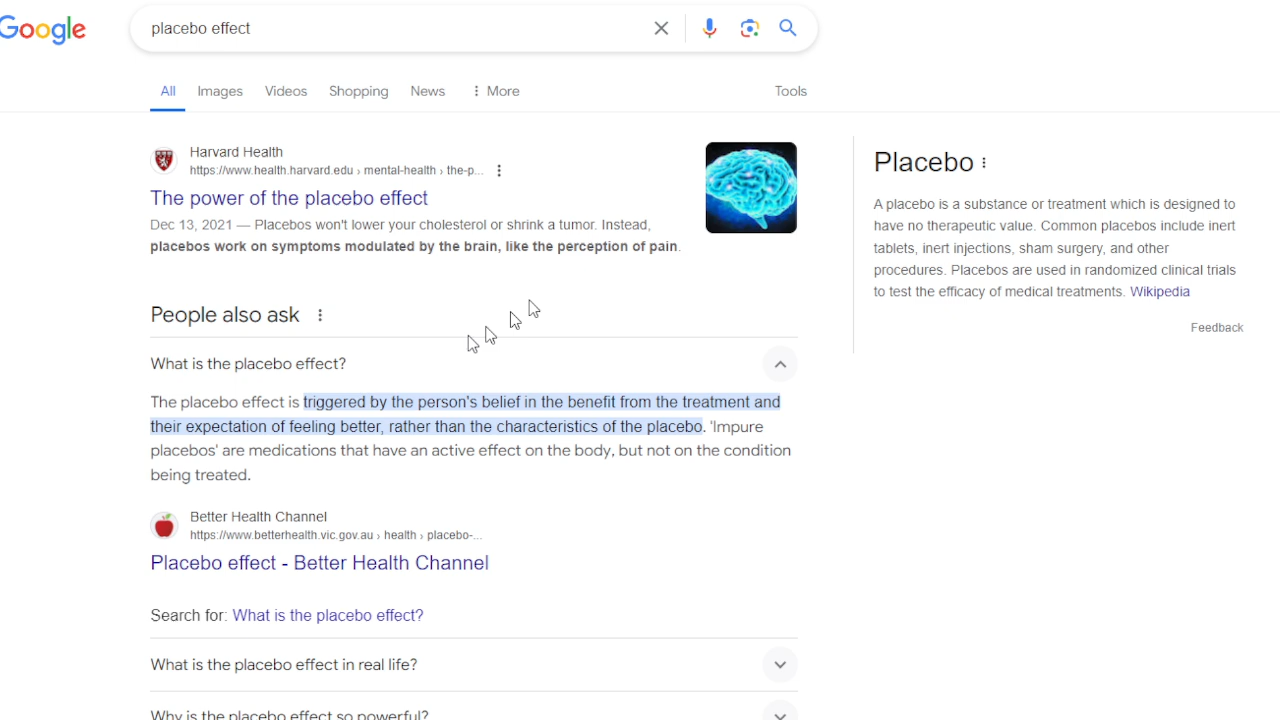 Google
placebo effect
All Images Videos Shopping News More Tools
Harvard Health
https://www.health.harvard.edu › mental-health › the-p...
The power of the placebo effect
Dec 13, 2021 — Placebos won't lower your cholesterol or shrink a tumor. Instead,
placebos work on symptoms modulated by the brain, like the perception of pain.
People also ask
What is the placebo effect?
The placebo effect is triggered by the person's belief in the benefit from the treatment and
their expectation of feeling better, rather than the characteristics of the placebo. 'Impure
placebos' are medications that have an active effect on the body, but not on the condition
being treated.
Better Health Channel
https://www.betterhealth.vic.gov.au › health › placebo-...
Placebo effect - Better Health Channel
Search for: What is the placebo effect?
What is the placebo effect in real life?
Why is the placebo effect so powerful?
Placebo
A placebo is a substance or treatment which is designed to
have no therapeutic value. Common placebos include inert
tablets, inert injections, sham surgery, and other
procedures. Placebos are used in randomized clinical trials
to test the efficacy of medical treatments. Wikipedia
Feedback